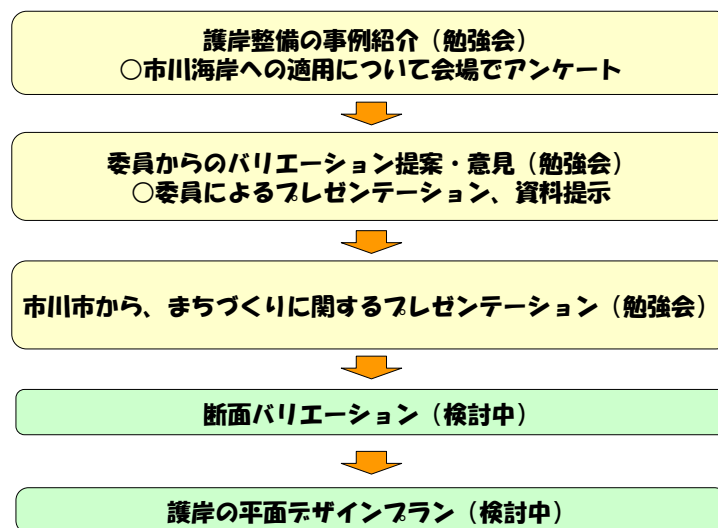 護岸整備の事例紹介（勉強会）
○市川海岸への適用について会場でアンケート
委員からのバリエーション提案・意見（勉強会）
○委員によるプレゼンテーション、資料提示
市川市から、まちづくりに関するプレゼンテーション（勉強会）
断面バリエーション（検討中）
護岸の平面デザインプラン（検討中）